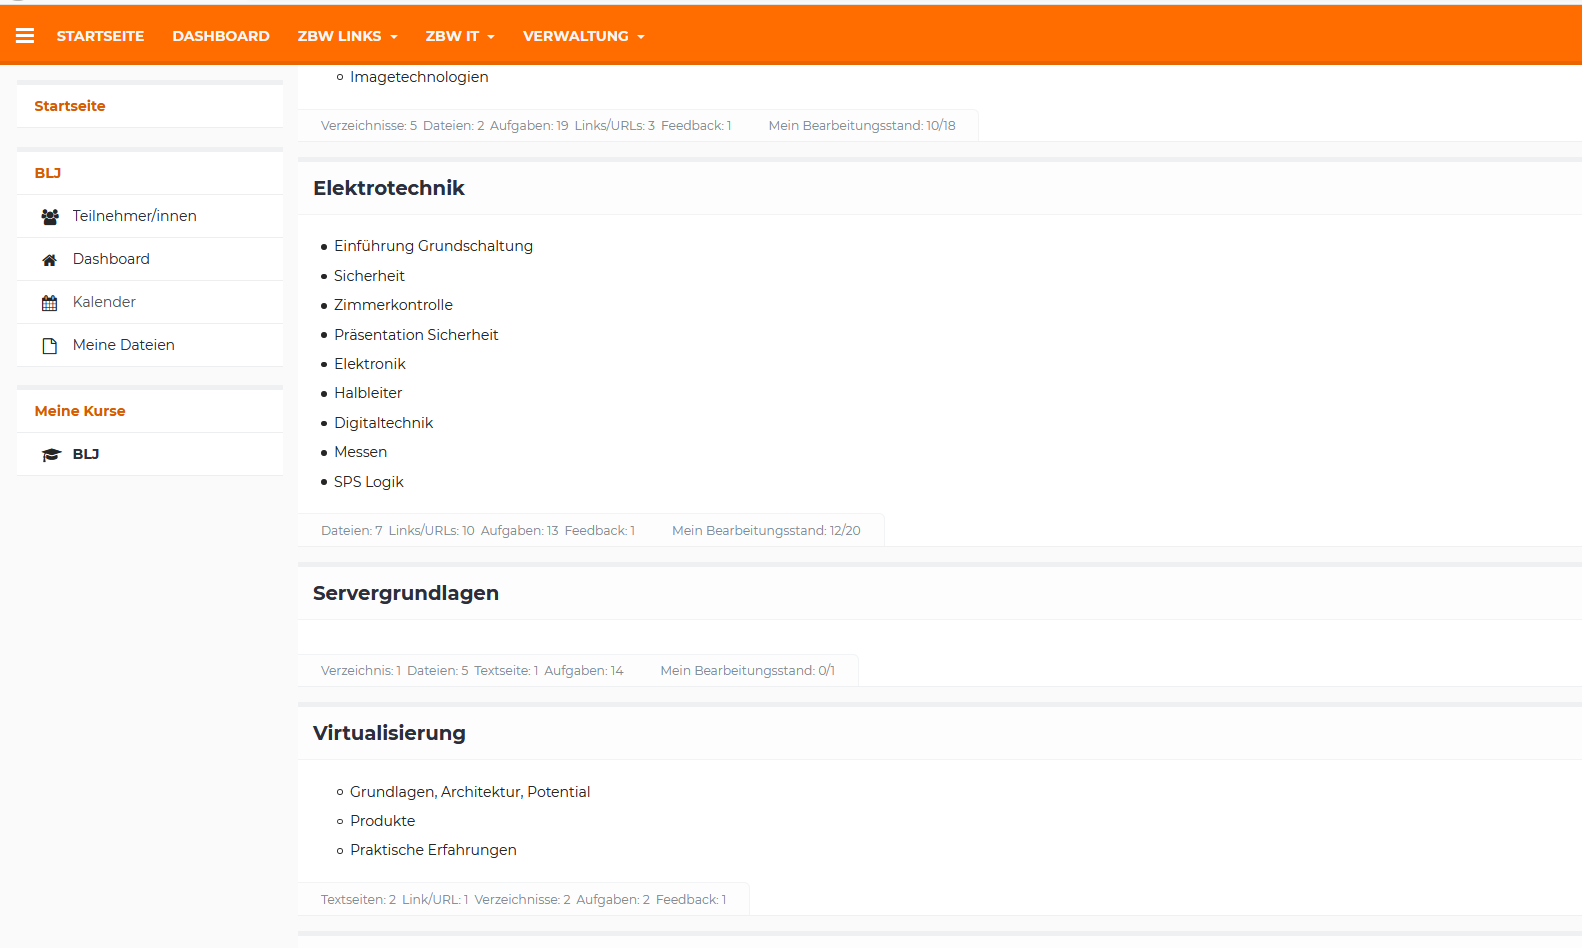 STARTSEITE DASHBOARD ZBW LINKS ZBW IT VERWALTUNG
Startseite
BLJ
Teilnehmer/innen
Dashboard
Kalender
Meine Dateien
Meine Kurse
BLJ
Imagetechnologien
Verzeichnisse: 5 Dateien: 2 Aufgaben: 19 Links/URLs: 3 Feedback: 1 Mein Bearbeitungsstand: 10/18
Elektrotechnik
Einführung Grundschaltung
Sicherheit
Zimmerkontrolle
Präsentation Sicherheit
Elektronik
Halbleiter
Digitaltechnik
Messen
SPS Logik
Dateien: 7 Links/URLs: 10 Aufgaben: 13 Feedback: 1 Mein Bearbeitungsstand: 12/20
Servergrundlagen
Verzeichnis: 1 Dateien: 5 Textseite: 1 Aufgaben: 14 Mein Bearbeitungsstand: 0/1
Virtualisierung
Grundlagen, Architektur, Potential
Produkte
Praktische Erfahrungen
Textseiten: 2 Link/URL: 1 Verzeichnisse: 2 Aufgaben: 2 Feedback: 1